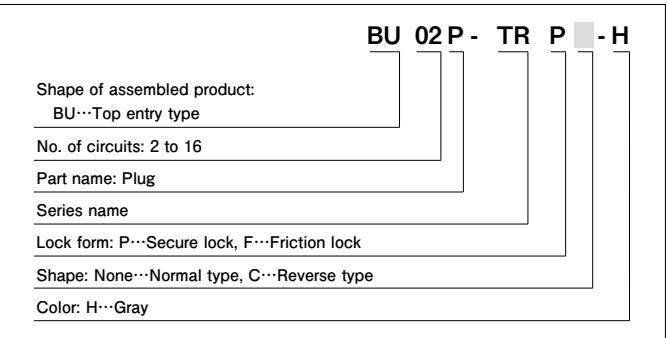 BU 02 P - TR P - H
Shape of assembled product:
BU⋯Top entry type
No. of circuits: 2 to 16
Part name: Plug
Series name
Lock form: P⋯Secure lock, F⋯Friction lock
Shape: None⋯Normal type, C⋯Reverse type
Color: H⋯Gray